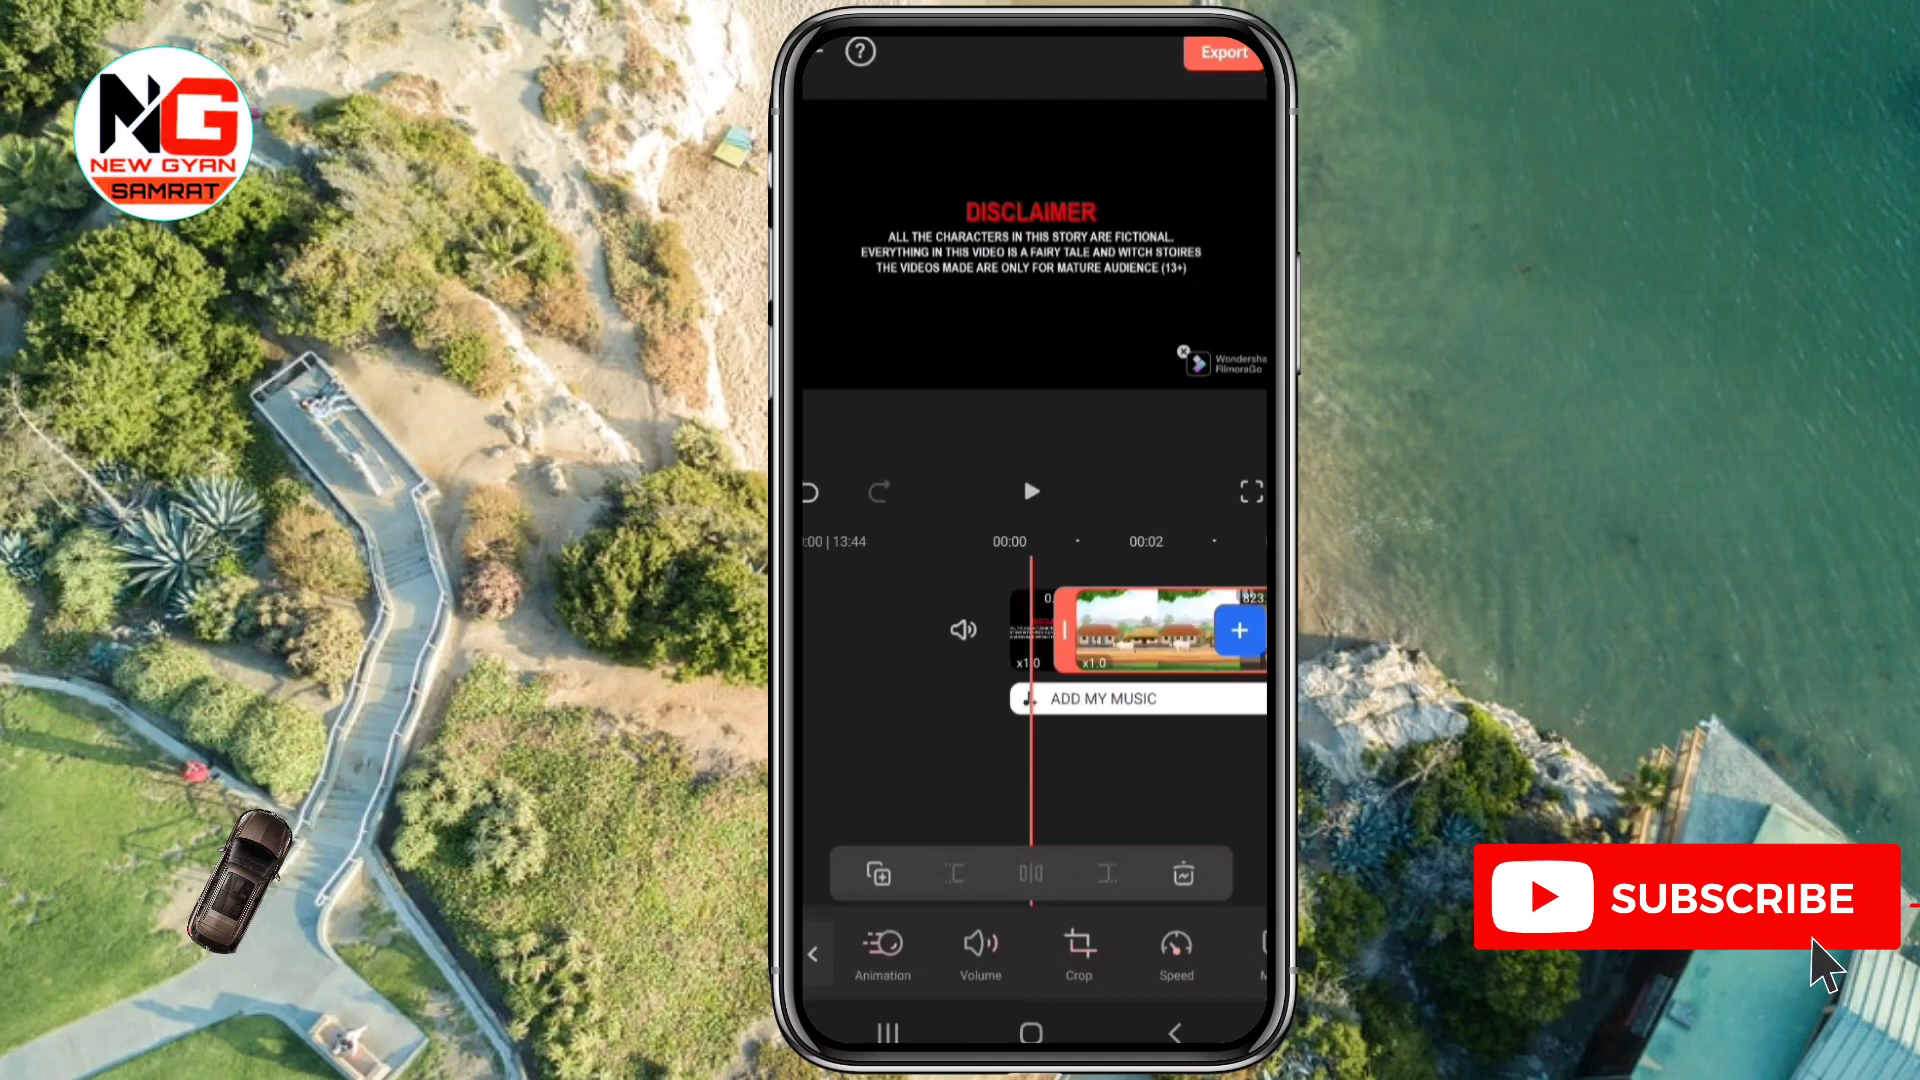 NG
NEW GYAN
SAMRAT
?
Export
DISCLAIMER
ALL THE CHARACTERS IN THIS STORY ARE FICTIONAL.
EVERYTHING IN THIS VIDEO IS A FAIRY TALE AND WITCH STOIRES
THE VIDEOS MADE ARE ONLY FOR MATURE AUDIENCE (13+)
Wondersha
FilmoraGo
:00 | 13:44
00:00
00:02
0.
823.
x1.0
x1.0
ADD MY MUSIC
SUBSCRIBE
Animation
Volume
Crop
Speed